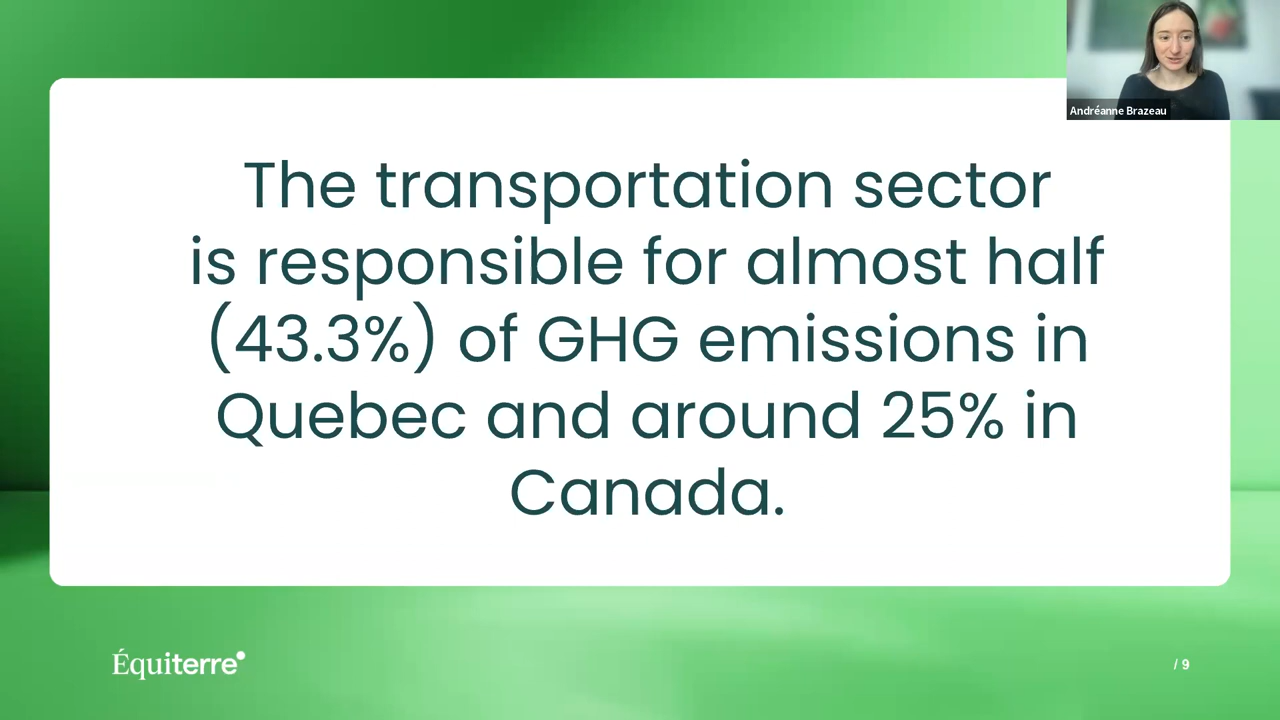 Andréanne Brazeau
The transportation sector
is responsible for almost half
(43.3%) of GHG emissions in
Quebec and around 25% in
Canada.
Équiterre
/ 9